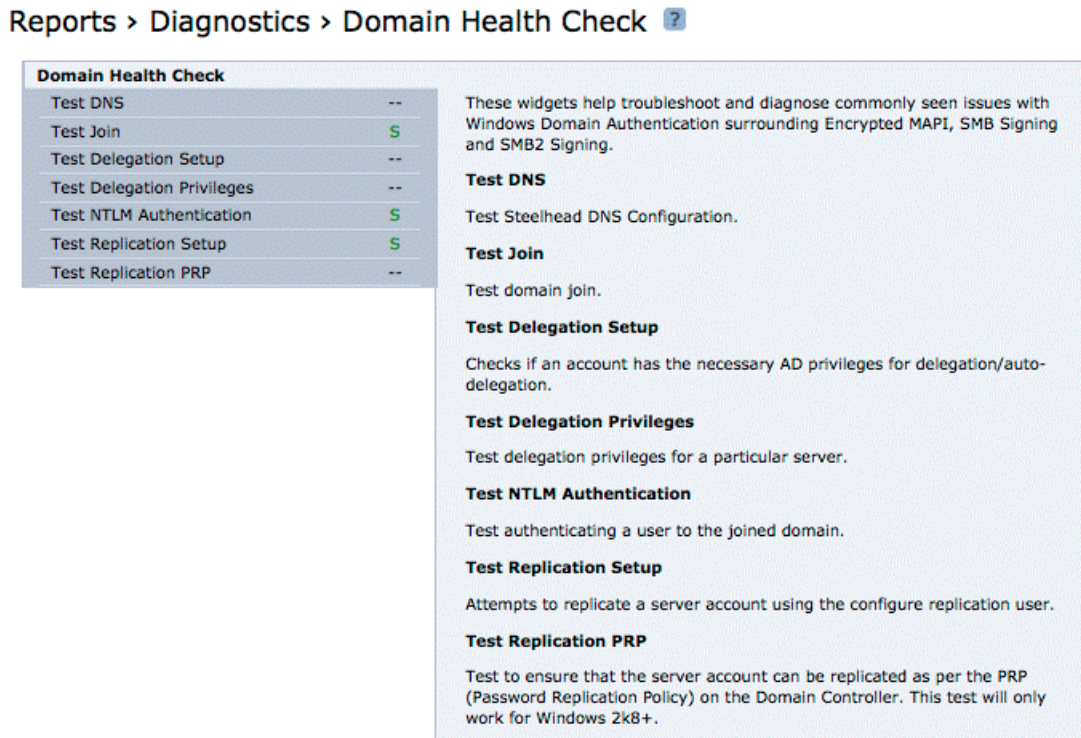 Reports › Diagnostics › Domain Health Check ?
Domain Health Check
Test DNS --
Test Join S
Test Delegation Setup --
Test Delegation Privileges --
Test NTLM Authentication S
Test Replication Setup S
Test Replication PRP --
These widgets help troubleshoot and diagnose commonly seen issues with
Windows Domain Authentication surrounding Encrypted MAPI, SMB Signing
and SMB2 Signing.
Test DNS
Test Steelhead DNS Configuration.
Test Join
Test domain join.
Test Delegation Setup
Checks if an account has the necessary AD privileges for delegation/auto-
delegation.
Test Delegation Privileges
Test delegation privileges for a particular server.
Test NTLM Authentication
Test authenticating a user to the joined domain.
Test Replication Setup
Attempts to replicate a server account using the configure replication user.
Test Replication PRP
Test to ensure that the server account can be replicated as per the PRP
(Password Replication Policy) on the Domain Controller. This test will only
work for Windows 2k8+.